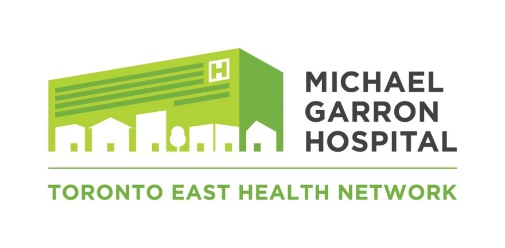 H
MICHAEL
GARRON
HOSPITAL
TORONTO EAST HEALTH NETWORK